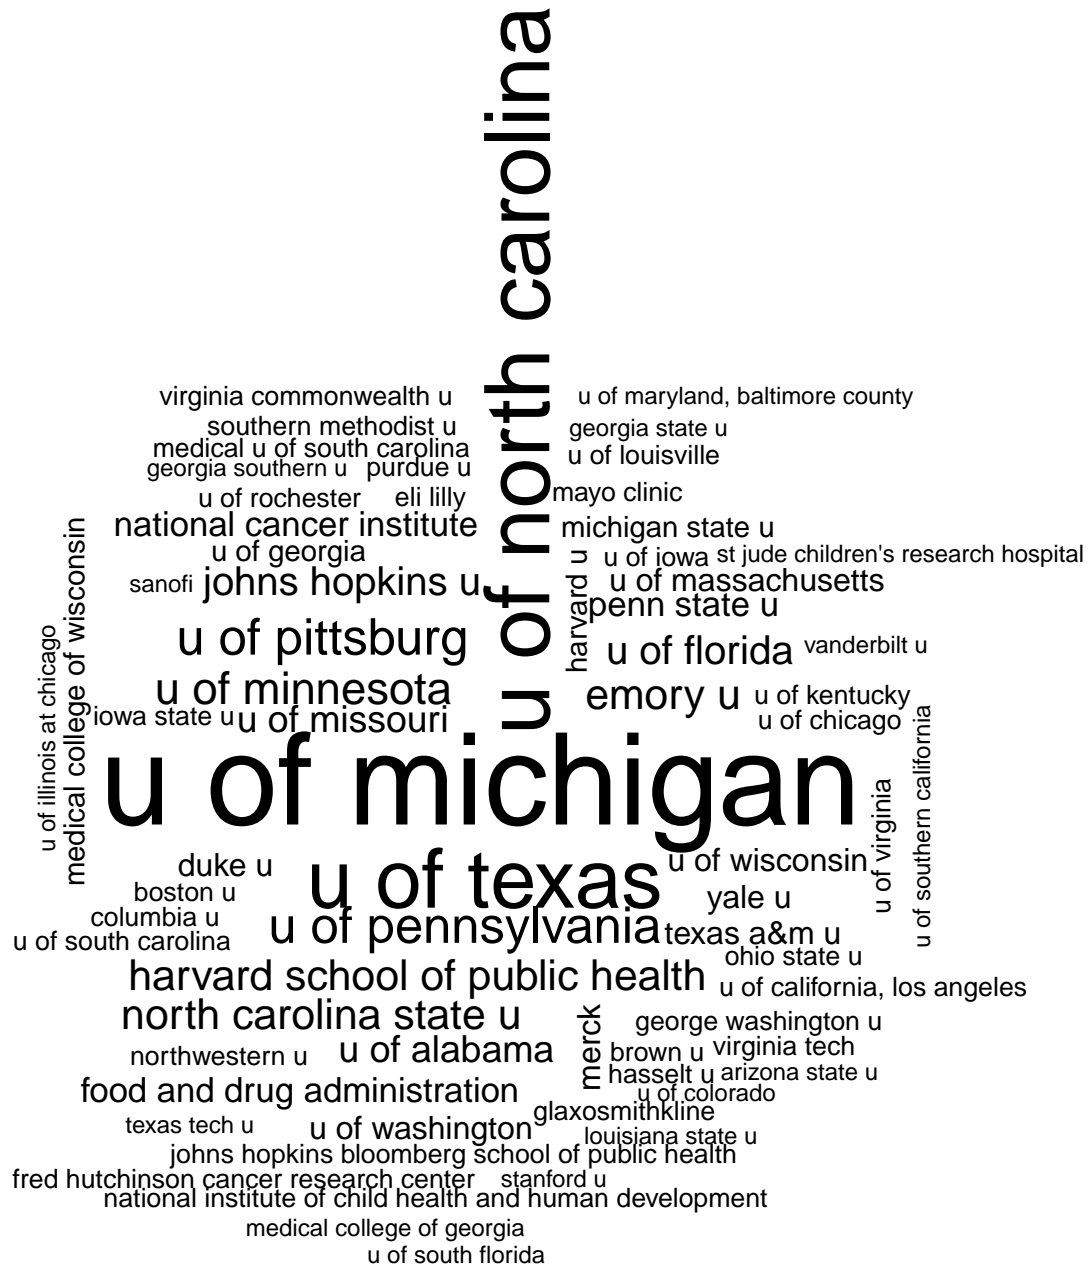 u of north carolina
virginia commonwealth u
u of maryland, baltimore county
southern methodist u
georgia state u
medical u of south carolina
u of louisville
georgia southern u
purdue u
u of rochester
eli lilly
mayo clinic
national cancer institute
michigan state u
u of georgia
harvard u
u of iowa
st jude children's research hospital
sanofi
johns hopkins u
u of massachusetts
penn state u
u of pittsburg
u of florida
vanderbilt u
u of illinois at chicago
medical college of wisconsin
u of minnesota
emory u
u of kentucky
iowa state u
u of missouri
u of chicago
u of michigan
u of virginia
u of southern california
duke u
u of texas
u of wisconsin
boston u
yale u
columbia u
u of pennsylvania
texas a&m u
u of south carolina
ohio state u
harvard school of public health
u of california, los angeles
north carolina state u
merck
george washington u
northwestern u
u of alabama
brown u
virginia tech
hasselt u
arizona state u
food and drug administration
u of colorado
glaxosmithkline
texas tech u
u of washington
louisiana state u
johns hopkins bloomberg school of public health
fred hutchinson cancer research center
stanford u
national institute of child health and human development
medical college of georgia
u of south florida